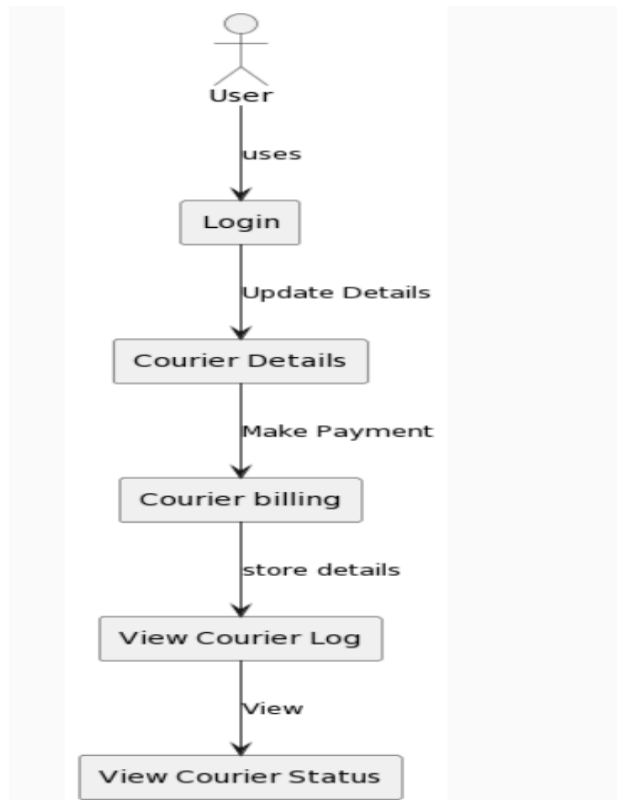 User
uses
Login
Update Details
Courier Details
Make Payment
Courier billing
store details
View Courier Log
View
View Courier Status